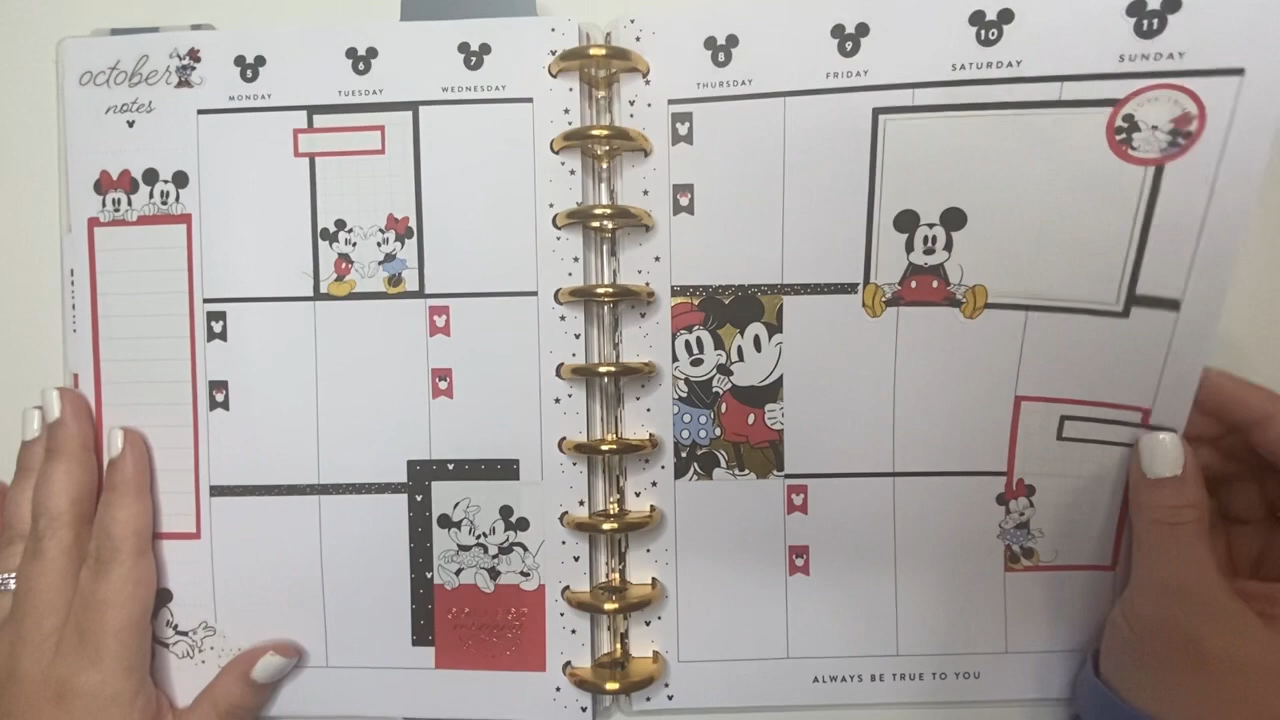 october
notes
5
MONDAY
6
TUESDAY
7
WEDNESDAY
8
THURSDAY
9
FRIDAY
10
SATURDAY
11
SUNDAY
ALWAYS BE TRUE TO YOU